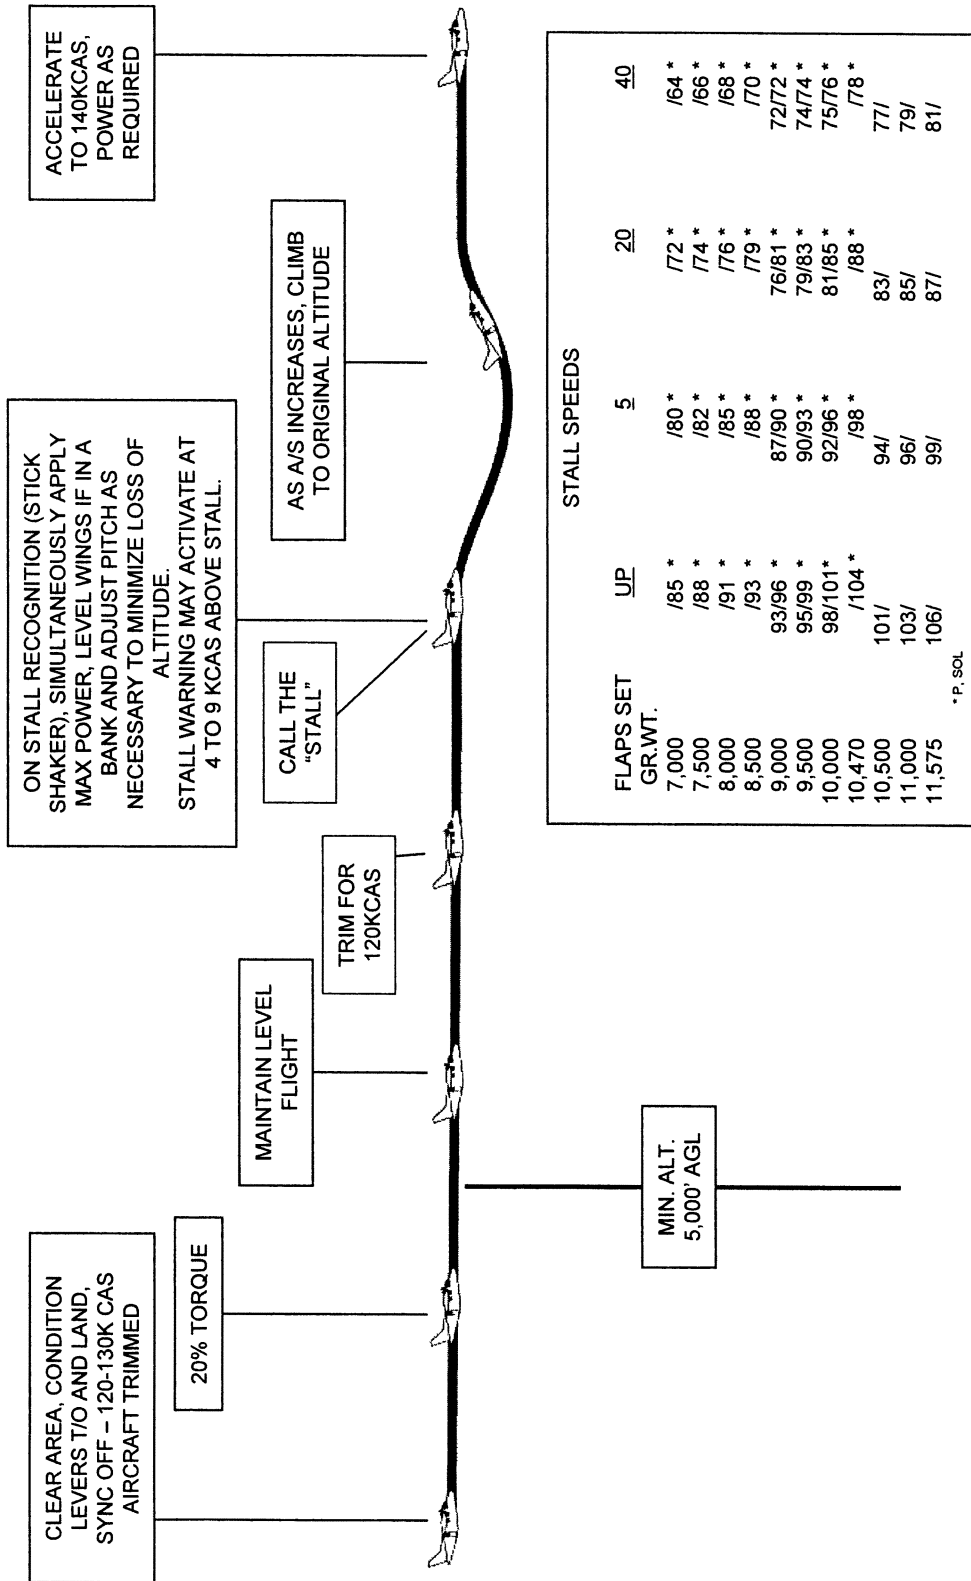 CLEAR AREA, CONDITION
LEVERS T/O AND LAND,
SYNC OFF – 120-130K CAS
AIRCRAFT TRIMMED
20% TORQUE
MAINTAIN LEVEL
FLIGHT
TRIM FOR
120KCAS
CALL THE
“STALL”
ON STALL RECOGNITION (STICK
SHAKER), SIMULTANEOUSLY APPLY
MAX POWER, LEVEL WINGS IF IN A
BANK AND ADJUST PITCH AS
NECESSARY TO MINIMIZE LOSS OF
ALTITUDE.
STALL WARNING MAY ACTIVATE AT
4 TO 9 KCAS ABOVE STALL.
AS A/S INCREASES, CLIMB
TO ORIGINAL ALTITUDE
ACCELERATE
TO 140KCAS,
POWER AS
REQUIRED
MIN. ALT.
5,000’ AGL
STALL SPEEDS
FLAPS SET UP 5 20 40
GR.WT.
7,000 /85 * /80 * /72 * /64 *
7,500 /88 * /82 * /74 * /66 *
8,000 /91 * /85 * /76 * /68 *
8,500 /93 * /88 * /79 * /70 *
9,000 93/96 * 87/90 * 76/81 * 72/72 *
9,500 95/99 * 90/93 * 79/83 * 74/74 *
10,000 98/101* 92/96 * 81/85 * 75/76 *
10,470 /104 * /98 * /88 * /78 *
10,500 101/ 94/ 83/ 77/
11,000 103/ 96/ 85/ 79/
11,575 106/ 99/ 87/ 81/
* P, SOL